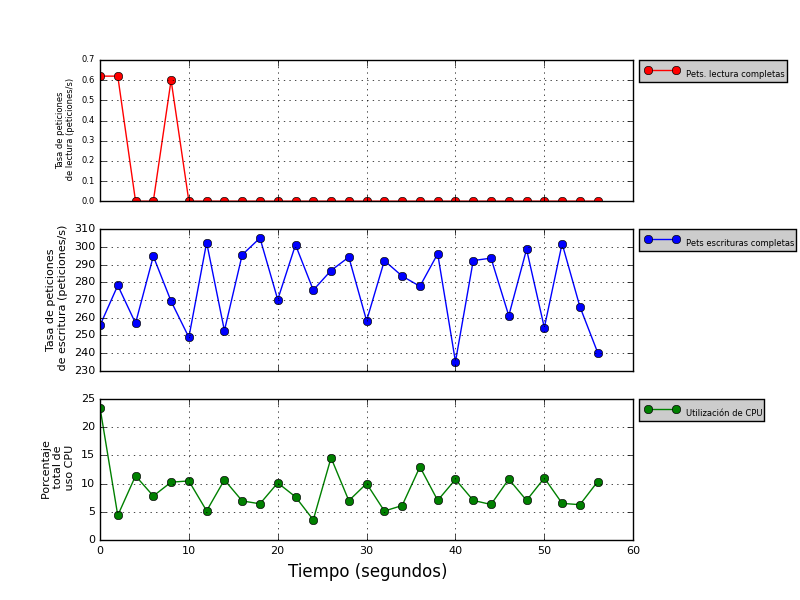 0.7
0.6
0.5
0.4
0.3
0.2
0.1
0.0
Tasa de peticiones
de lectura (peticiones/s)
Pets. lectura completas
310
300
290
280
270
260
250
240
230
Tasa de peticiones
de escritura (peticiones/s)
Pets escrituras completas
25
20
15
10
5
0
Porcentaje
total de
uso CPU
Utilización de CPU
0 10 20 30 40 50 60
Tiempo (segundos)